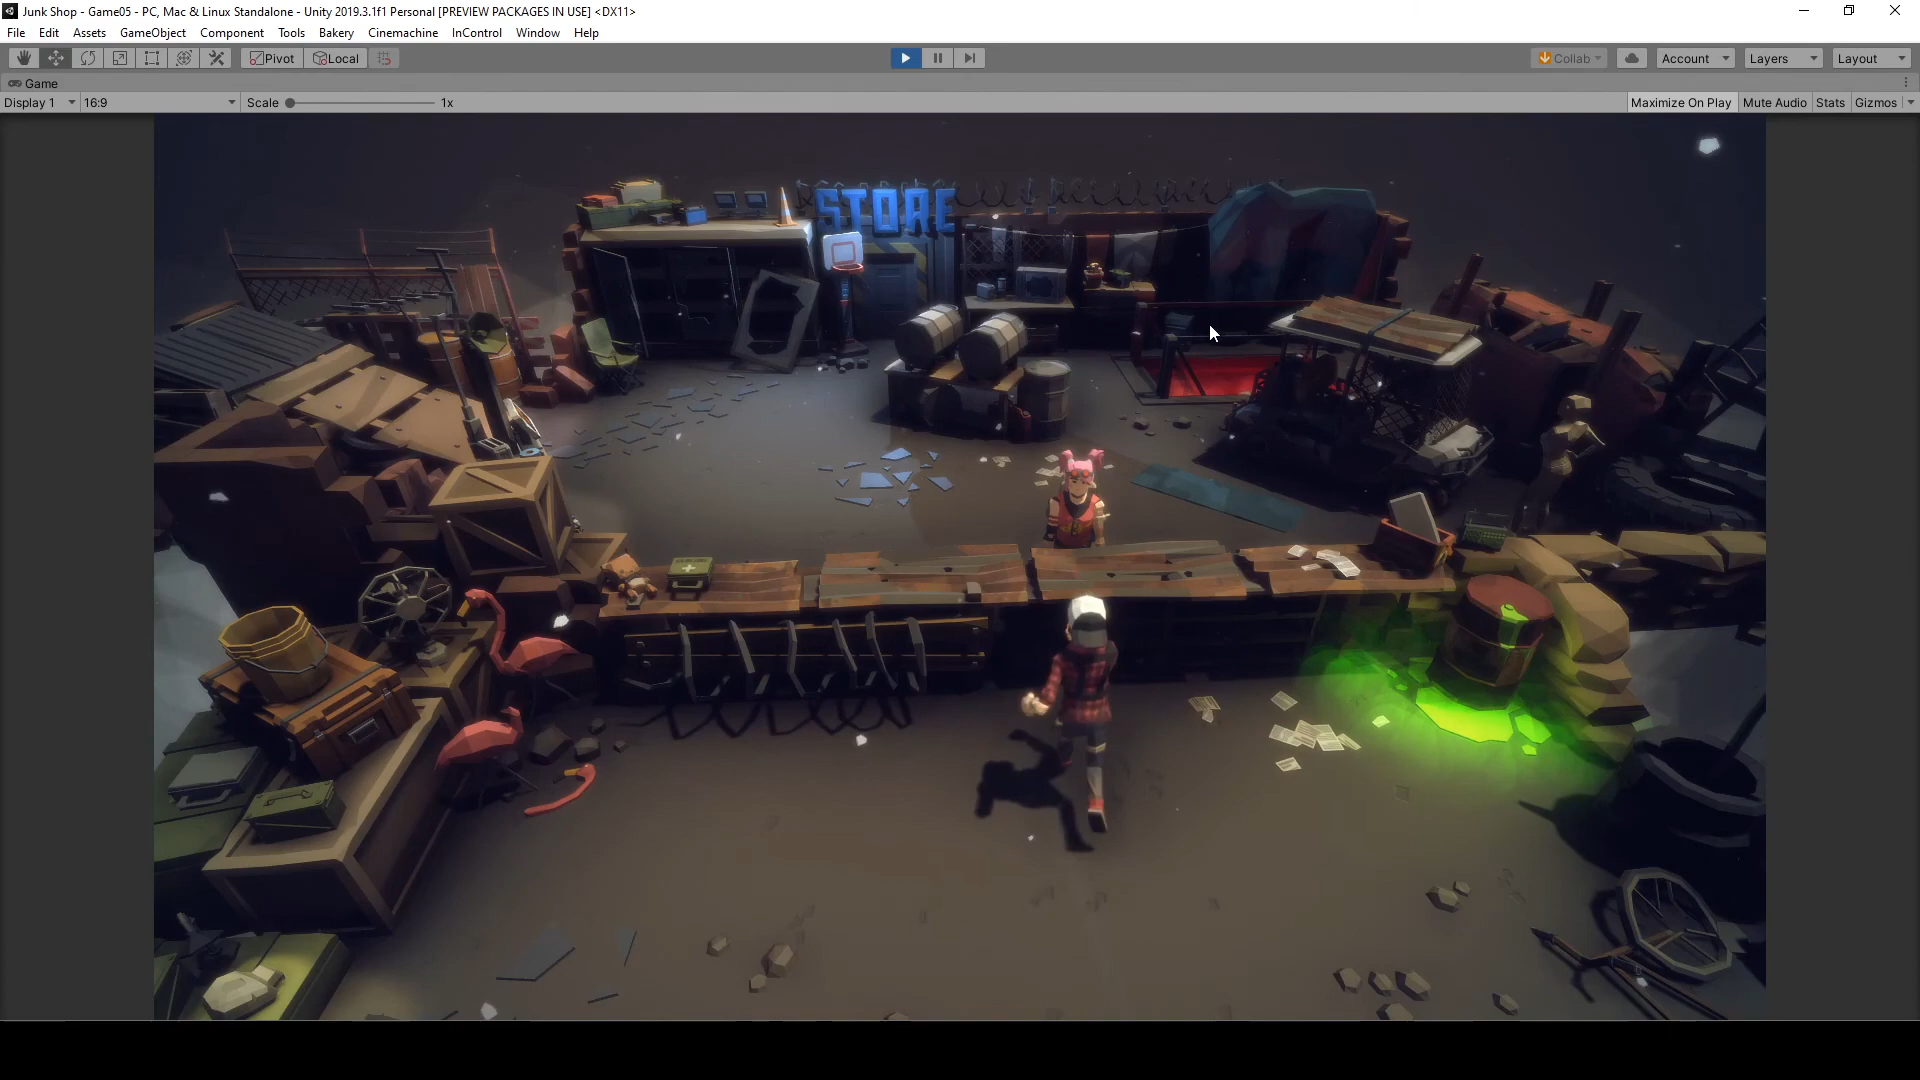 Junk Shop - Game05 - PC, Mac & Linux Standalone - Unity 2019.3.1f1 Personal [PREVIEW PACKAGES IN USE] <DX11>
File Edit Assets GameObject Component Tools Bakery Cinemachine InControl Window Help
Pivot Local Collab Account Layers Layout
Game
Display 1 16:9 Scale 1x Maximize On Play Mute Audio Stats Gizmos
STORE